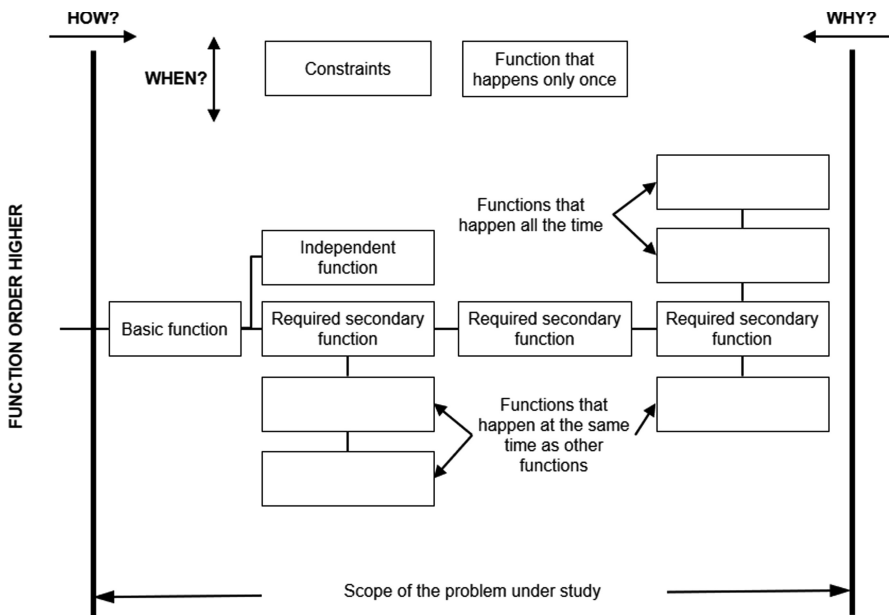 HOW?
WHY?
WHEN?
Constraints
Function that
happens only once
Functions that
happen all the time
FUNCTION ORDER HIGHER
Independent
function
Basic function
Required secondary
function
Required secondary
function
Required secondary
function
Functions that
happen at the same
time as other
functions
Scope of the problem under study